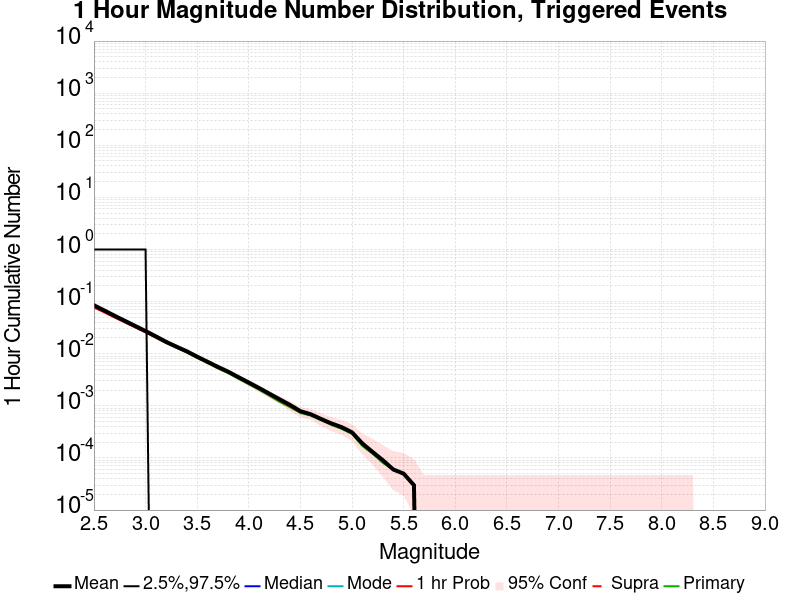 1 Hour Magnitude Number Distribution, Triggered Events
1 Hour Cumulative Number
10 4
10 3
10 2
10 1
10 0
10 -1
10 -2
10 -3
10 -4
10 -5
2.5 3.0 3.5 4.0 4.5 5.0 5.5 6.0 6.5 7.0 7.5 8.0 8.5 9.0
Magnitude
Mean 2.5%,97.5% Median Mode 1 hr Prob 95% Conf Supra Primary